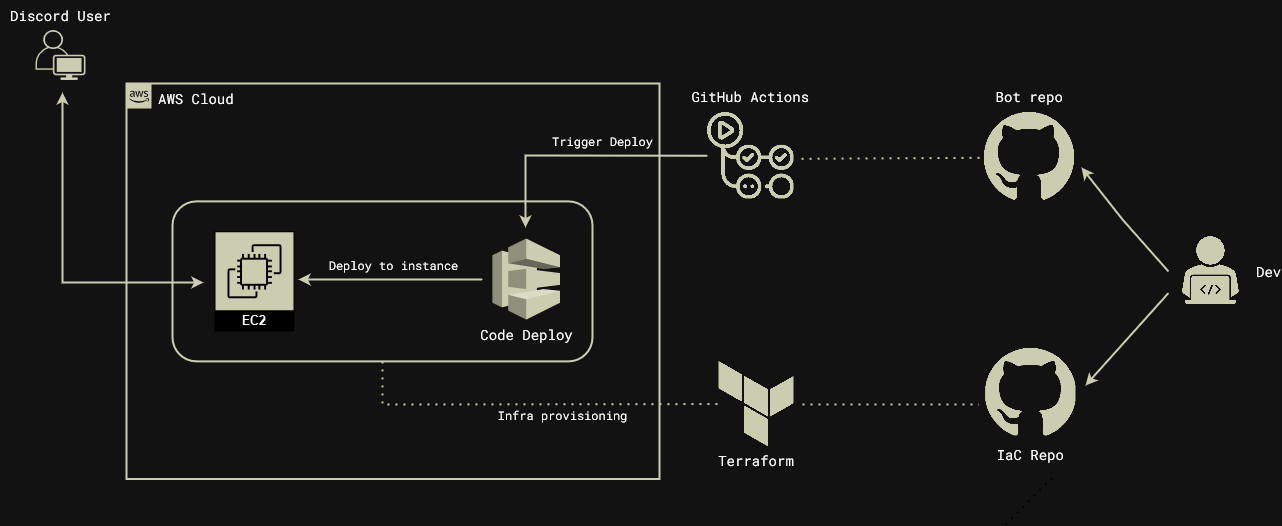 Discord User
aws
AWS Cloud
GitHub Actions
Bot repo
Trigger Deploy
Deploy to instance
EC2
Code Deploy
Dev
</>
Infra provisioning
Terraform
IaC Repo